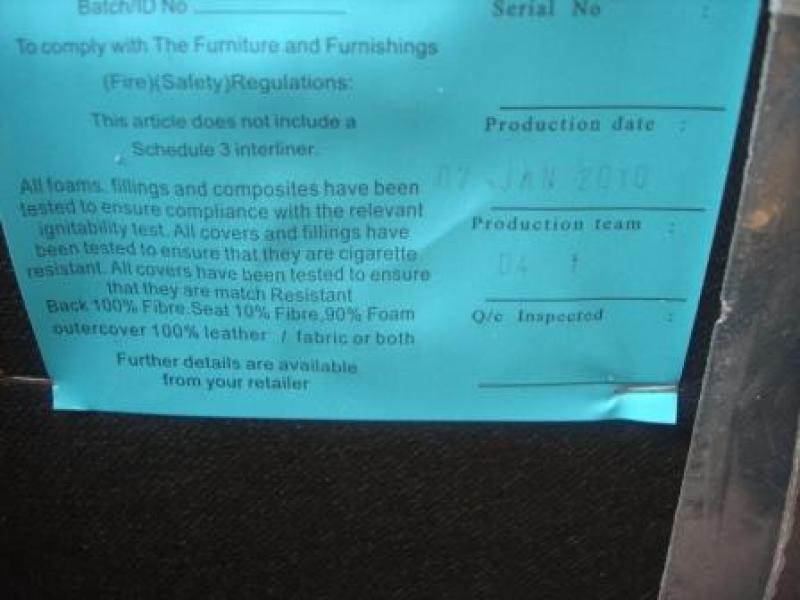 Batch/ID No
To comply with The Furniture and Furnishings
(Fire)(Safety)Regulations:
This article does not include a
Schedule 3 interliner.
All foams, fillings and composites have been
tested to ensure compliance with the relevant
ignitability test. All covers and fillings have
been tested to ensure that they are cigarette
resistant. All covers have been tested to ensure
that they are match Resistant
Back 100% Fibre.Seat 10% Fibre,90% Foam
outercover 100% leather / fabric or both
Further details are available
from your retailer
Serial No :
Production date :
07 JAN 2010
Production team :
04
Q/c Inspected :